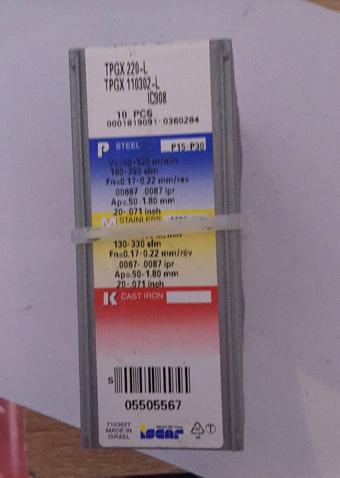 TPGX 220-L
TPGX 110302-L
IC908
10 PCS
0001819091-0360284
P STEEL P15-P30
Vc=50-120 m/min
160-390 sfm
Fn=0.17-0.22 mm/rev
.0067-.0087 ipr
Ap=.50-1.80 mm
.20-.071 inch
M STAINLESS
130-330 sfm
Fn=0.17-0.22 mm/rev
.0067-.0087 ipr
Ap=.50-1.80 mm
.20-.071 inch
K CAST IRON
S
05505567
7103627
MADE IN
ISRAEL
iscar